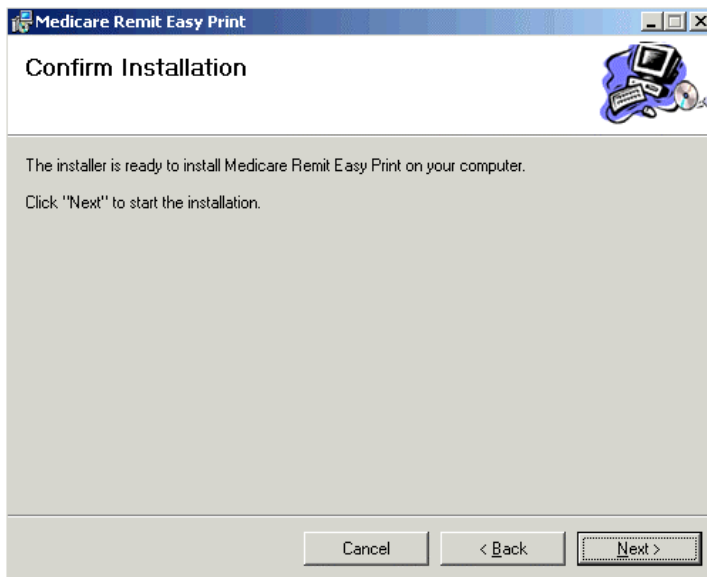 Medicare Remit Easy Print
Confirm Installation
The installer is ready to install Medicare Remit Easy Print on your computer.
Click "Next" to start the installation.
Cancel
< Back
Next >